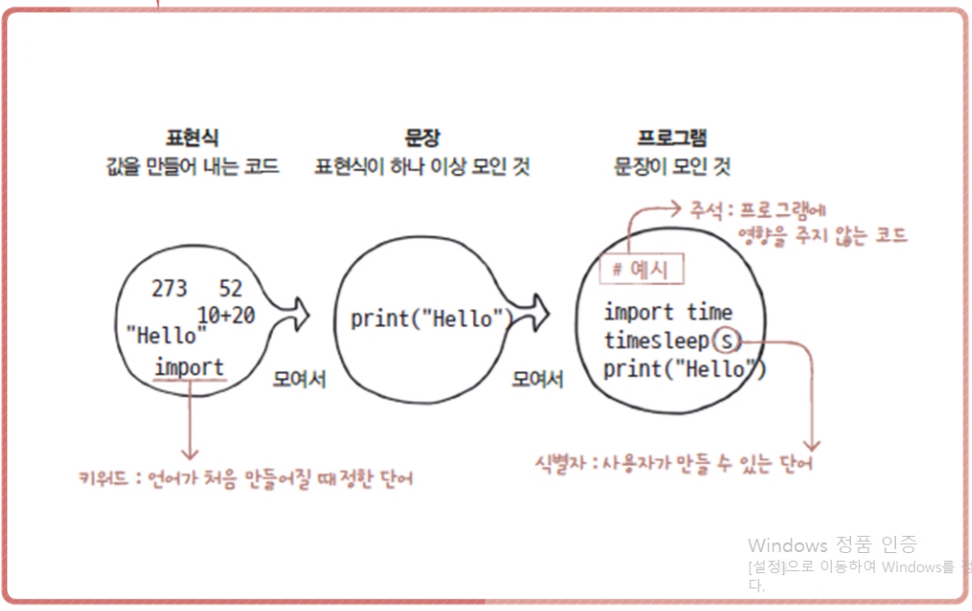 표현식
값을 만들어 내는 코드
문장
표현식이 하나 이상 모인 것
프로그램
문장이 모인 것
주석 : 프로그램에
영향을 주지 않는 코드
273 52
10+20
"Hello"
import
모여서
print("Hello")
모여서
# 예시
import time
timeSleep(S)
print("Hello")
키워드 : 언어가 처음 만들어질 때 정한 단어
식별자 : 사용자가 만들 수 있는 단어
Windows 정품 인증
[설정]으로 이동하여 Windows를 정
다.